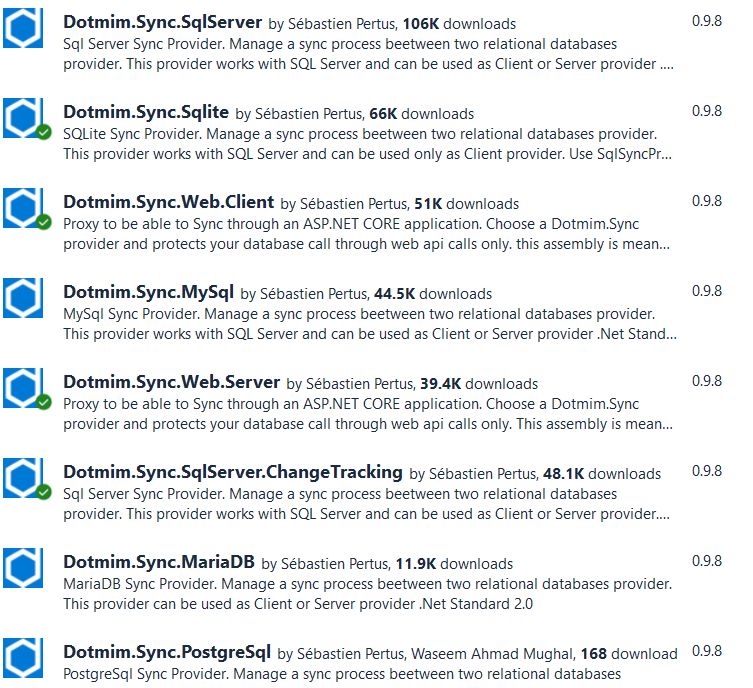 Dotmim.Sync.SqlServer by Sébastien Pertus, 106K downloads 0.9.8
Sql Server Sync Provider. Manage a sync process beetween two relational databases
provider. This provider works with SQL Server and can be used as Client or Server provider ....
Dotmim.Sync.Sqlite by Sébastien Pertus, 66K downloads 0.9.8
SQLite Sync Provider. Manage a sync process beetween two relational databases provider.
This provider works with SQL Server and can be used only as Client provider. Use SqlSyncPr...
Dotmim.Sync.Web.Client by Sébastien Pertus, 51K downloads 0.9.8
Proxy to be able to Sync through an ASP.NET CORE application. Choose a Dotmim.Sync
provider and protects your database call through web api calls only. this assembly is mean...
Dotmim.Sync.MySql by Sébastien Pertus, 44.5K downloads 0.9.8
MySql Sync Provider. Manage a sync process beetween two relational databases provider.
This provider works with SQL Server and can be used as Client or Server provider .Net Stand...
Dotmim.Sync.Web.Server by Sébastien Pertus, 39.4K downloads 0.9.8
Proxy to be able to Sync through an ASP.NET CORE application. Choose a Dotmim.Sync
provider and protects your database call through web api calls only. This assembly is mean...
Dotmim.Sync.SqlServer.ChangeTracking by Sébastien Pertus, 48.1K downloads 0.9.8
Sql Server Sync Provider. Manage a sync process beetween two relational databases
provider. This provider works with SQL Server and can be used as Client or Server provider....
Dotmim.Sync.MariaDB by Sébastien Pertus, 11.9K downloads 0.9.8
MariaDB Sync Provider. Manage a sync process beetween two relational databases provider.
This provider can be used as Client or Server provider .Net Standard 2.0
Dotmim.Sync.PostgreSql by Sébastien Pertus, Waseem Ahmad Mughal, 168 download 0.9.8
PostgreSql Sync Provider. Manage a sync process beetween two relational databases